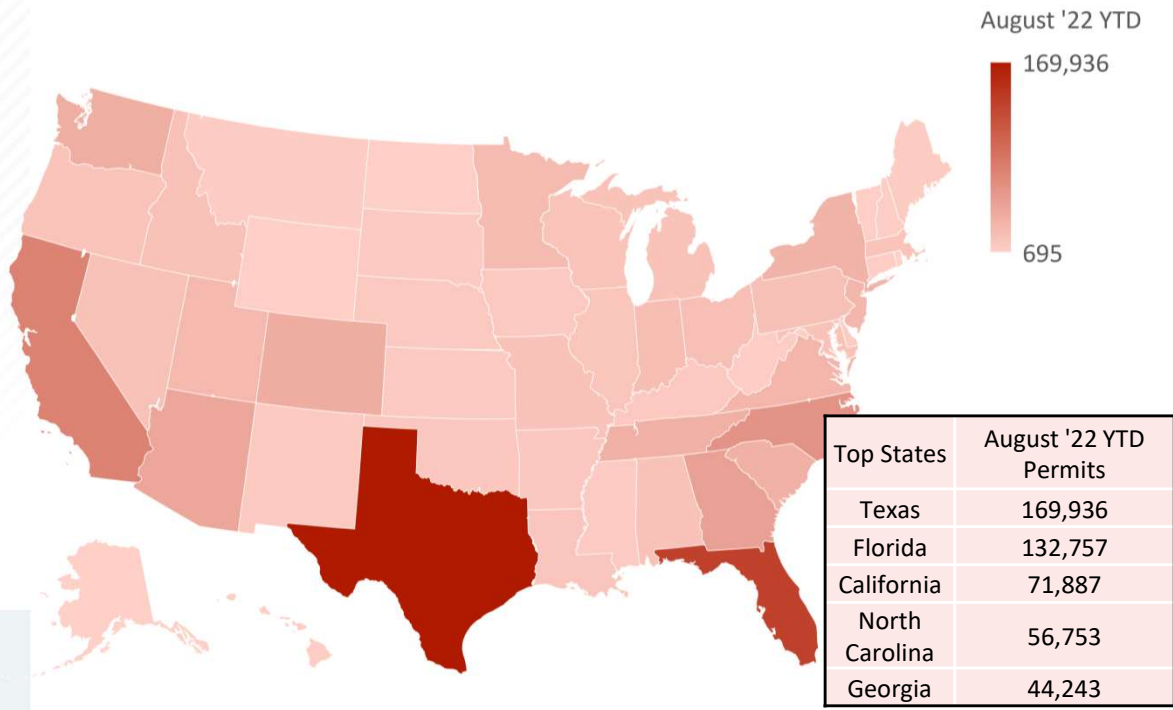 August '22 YTD
169,936
695
Top States August '22 YTD
Permits
Texas 169,936
Florida 132,757
California 71,887
North
Carolina 56,753
Georgia 44,243